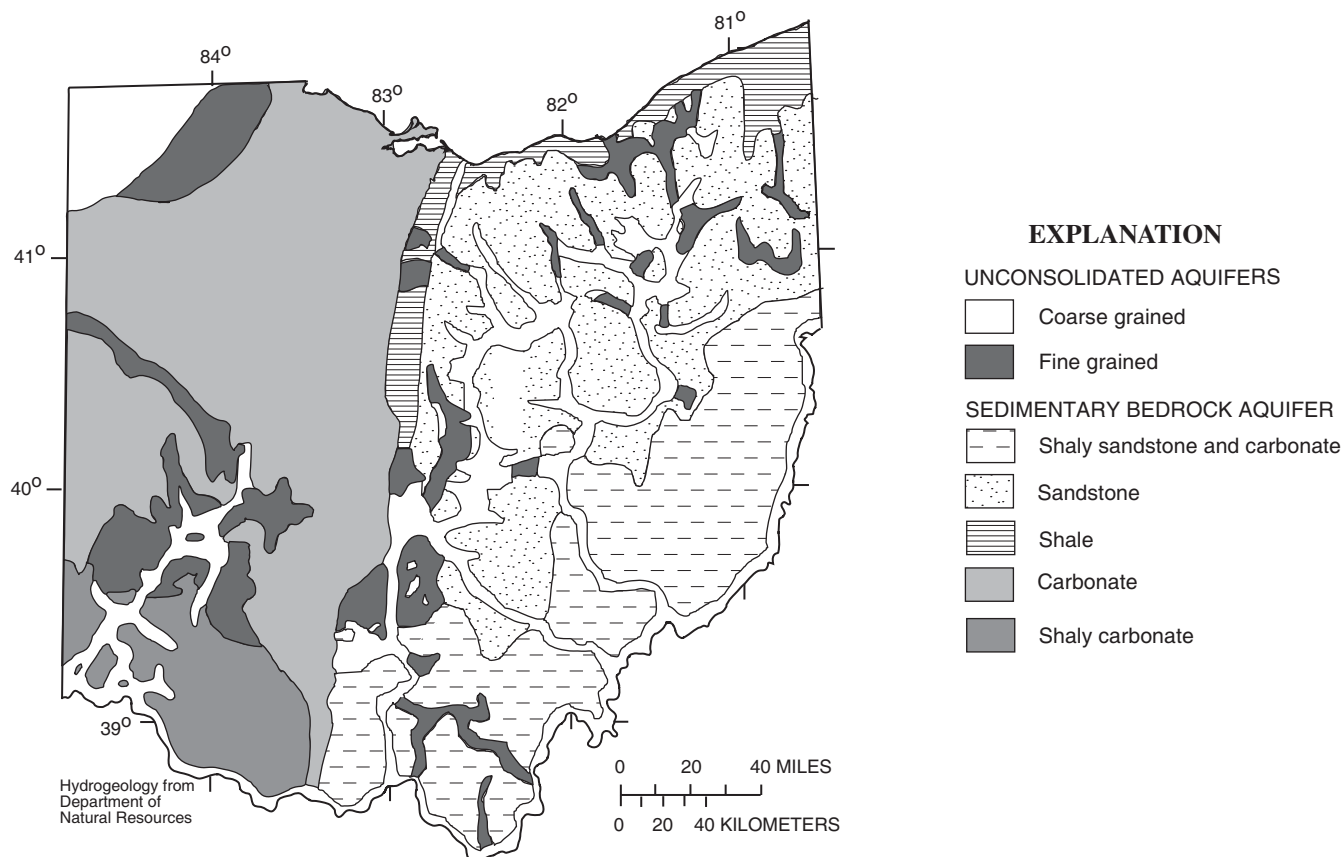 84°
83°
82°
81°
41°
40°
39°
EXPLANATION
UNCONSOLIDATED AQUIFERS
Coarse grained
Fine grained
SEDIMENTARY BEDROCK AQUIFER
Shaly sandstone and carbonate
Sandstone
Shale
Carbonate
Shaly carbonate
Hydrogeology from
Department of
Natural Resources
0 20 40 MILES
0 20 40 KILOMETERS